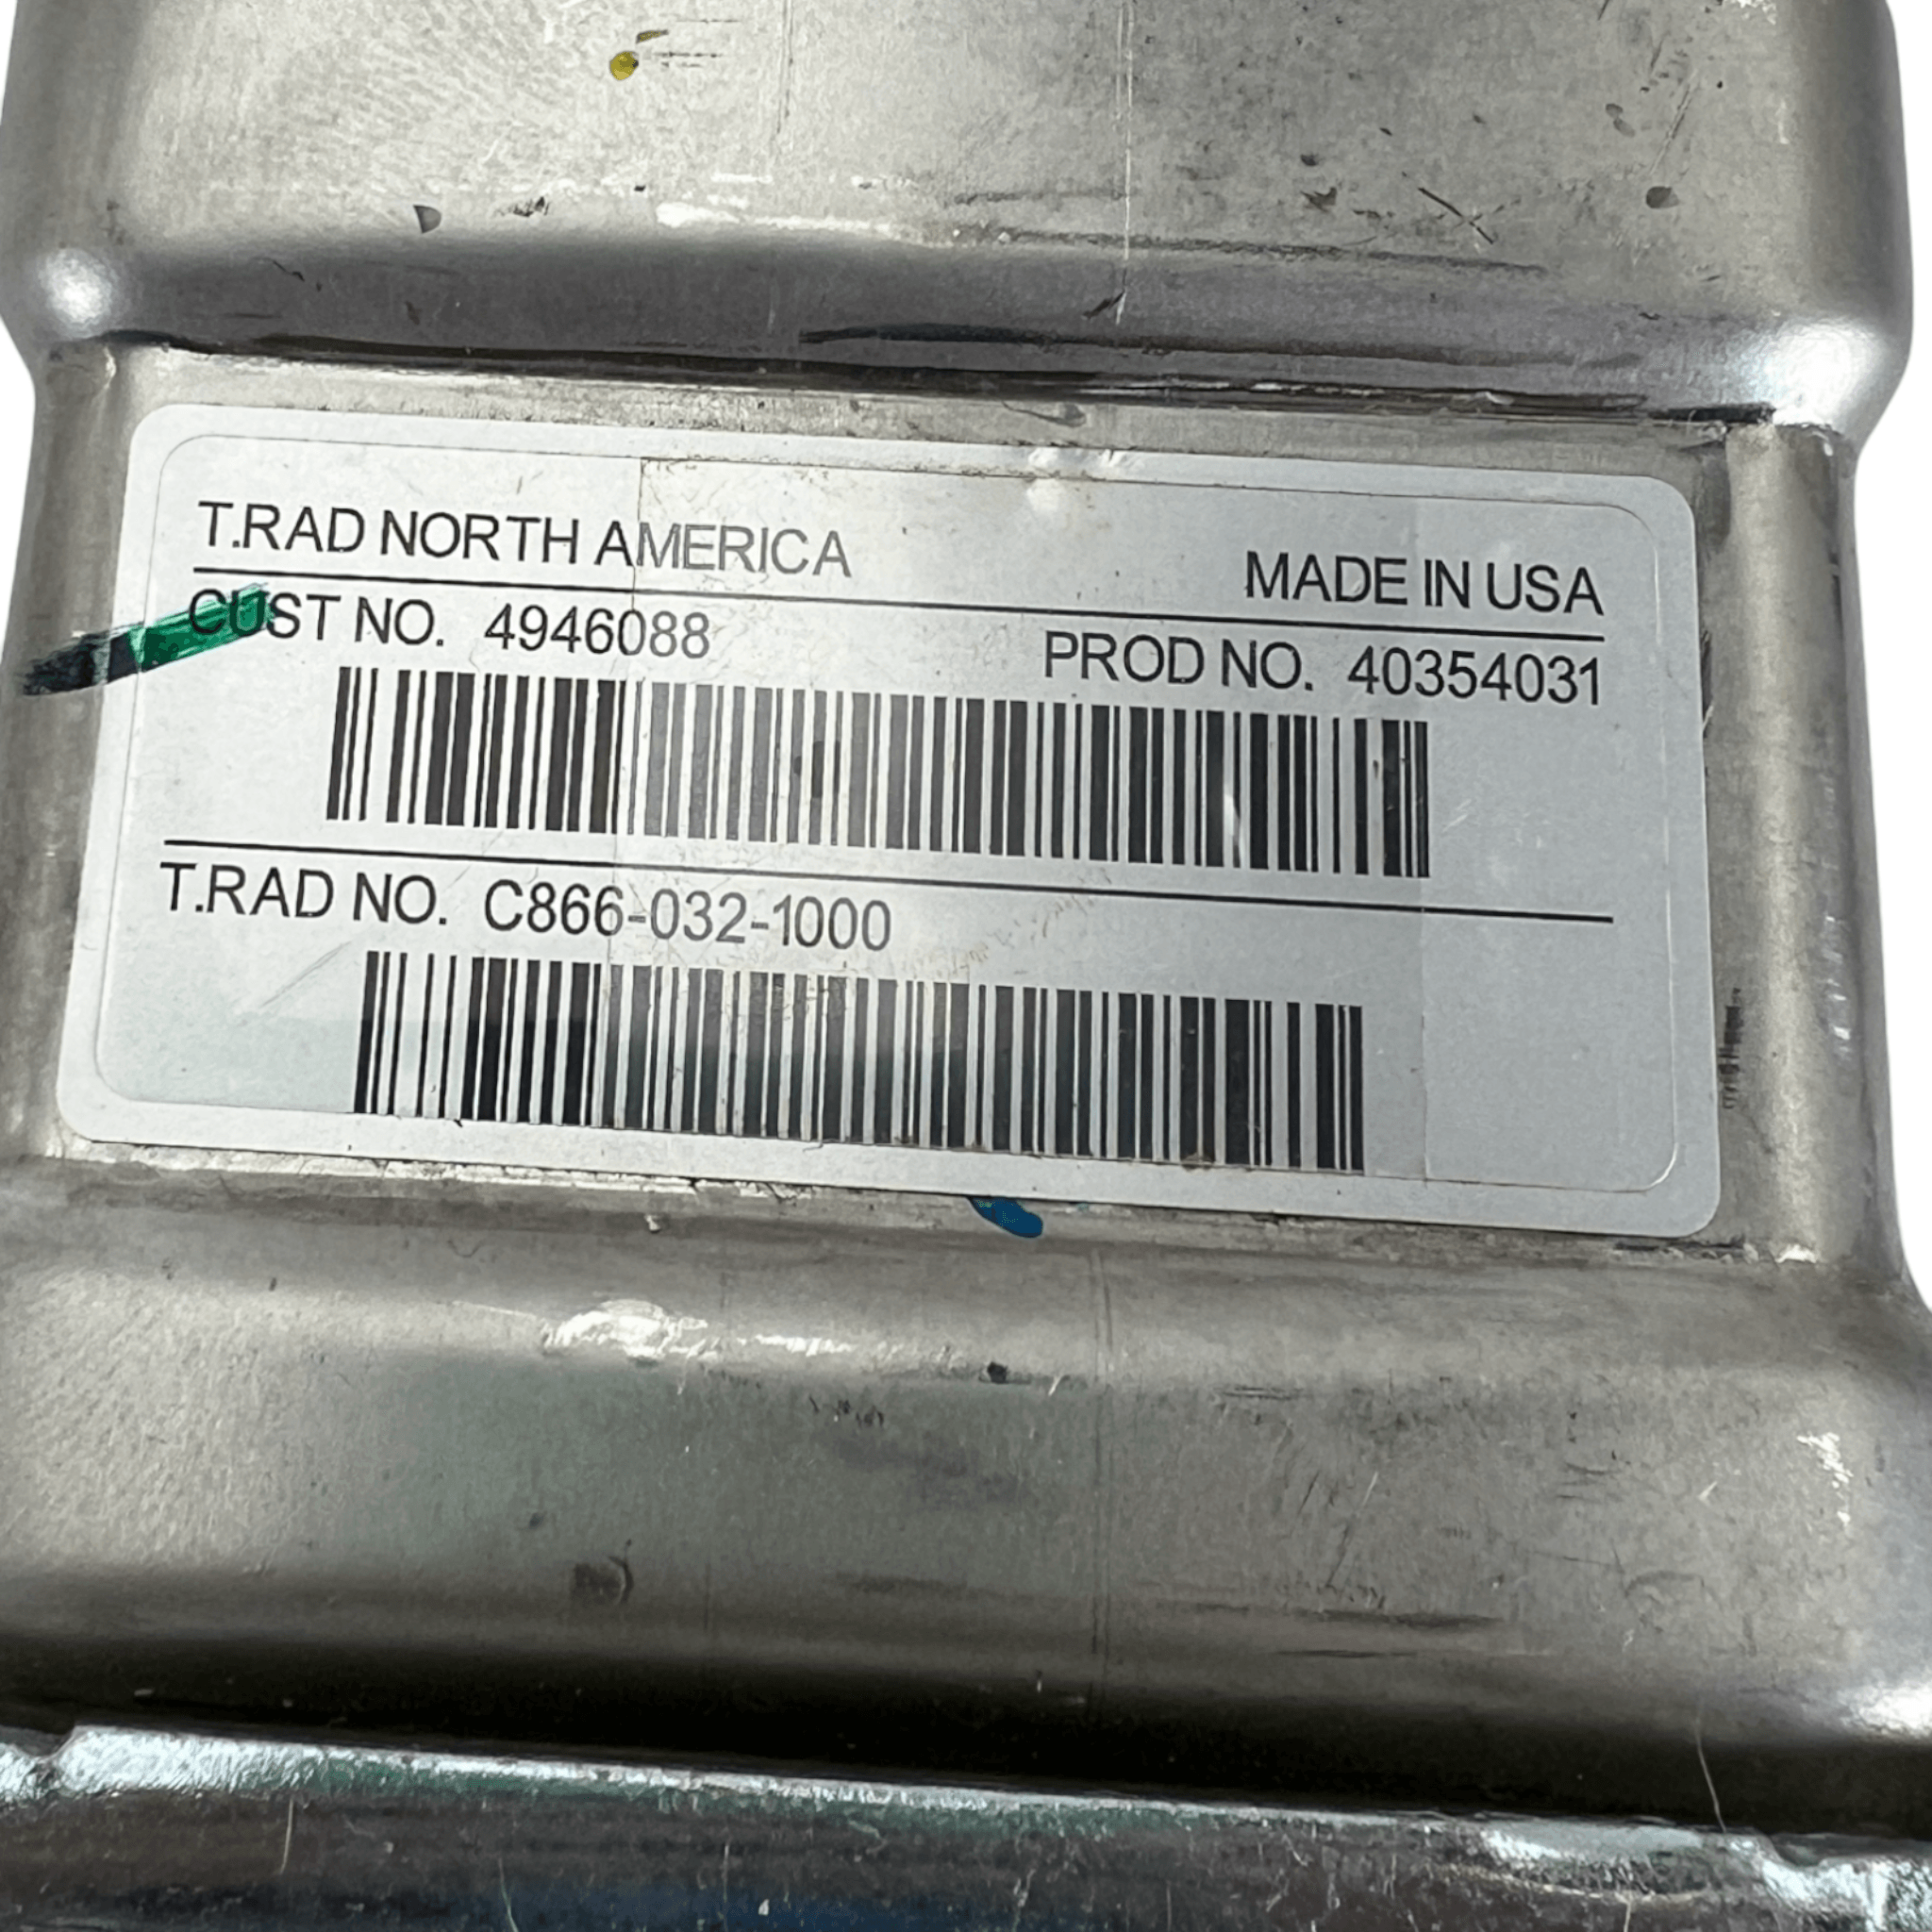 T.RAD NORTH AMERICA MADE IN USA
CUST NO. 4946088 PROD NO. 40354031
T.RAD NO. C866-032-1000